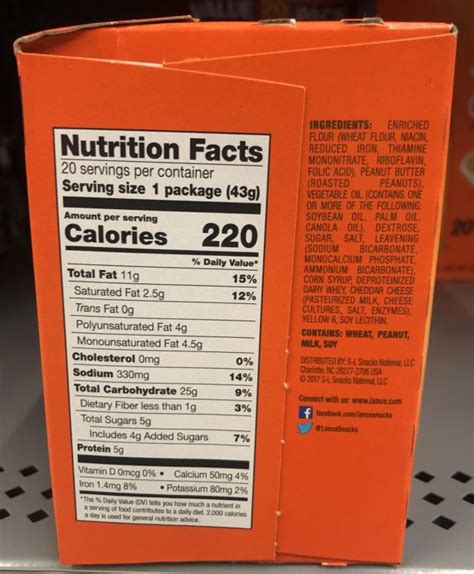 Nutrition Facts
20 servings per container
Serving size 1 package (43g)
Amount per serving
Calories 220
% Daily Value*
Total Fat 11g 15%
Saturated Fat 2.5g 12%
Trans Fat 0g
Polyunsaturated Fat 4g
Monounsaturated Fat 4.5g
Cholesterol 0mg 0%
Sodium 330mg 14%
Total Carbohydrate 25g 9%
Dietary Fiber less than 1g 3%
Total Sugars 5g
Includes 4g Added Sugars 7%
Protein 5g
Vitamin D 0mcg 0% • Calcium 50mg 4%
Iron 1.4mg 8% • Potassium 80mg 2%
*The % Daily Value (DV) tells you how much a nutrient in
a serving of food contributes to a daily diet. 2,000 calories
a day is used for general nutrition advice.
INGREDIENTS: ENRICHED
FLOUR (WHEAT FLOUR, NIACIN,
REDUCED IRON, THIAMINE
MONONITRATE, RIBOFLAVIN,
FOLIC ACID), PEANUT BUTTER
(ROASTED PEANUTS),
VEGETABLE OIL (CONTAINS ONE
OR MORE OF THE FOLLOWING:
SOYBEAN OIL, PALM OIL,
CANOLA OIL), DEXTROSE,
SUGAR, SALT, LEAVENING
(SODIUM BICARBONATE,
MONOCALCIUM PHOSPHATE,
AMMONIUM BICARBONATE),
CORN SYRUP, DEPROTEINIZED
DAIRY WHEY, CHEDDAR CHEESE
(PASTEURIZED MILK, CHEESE
CULTURES, SALT, ENZYMES),
YELLOW 6, SOY LECITHIN.
CONTAINS: WHEAT, PEANUT,
MILK, SOY
DISTRIBUTED BY: S-L Snacks National, LLC
Charlotte, NC 28277-2706 USA
© 2017 S-L Snacks National, LLC
Connect with us: www.lance.com
facebook.com/lancesnacks
@LanceSnacks
20